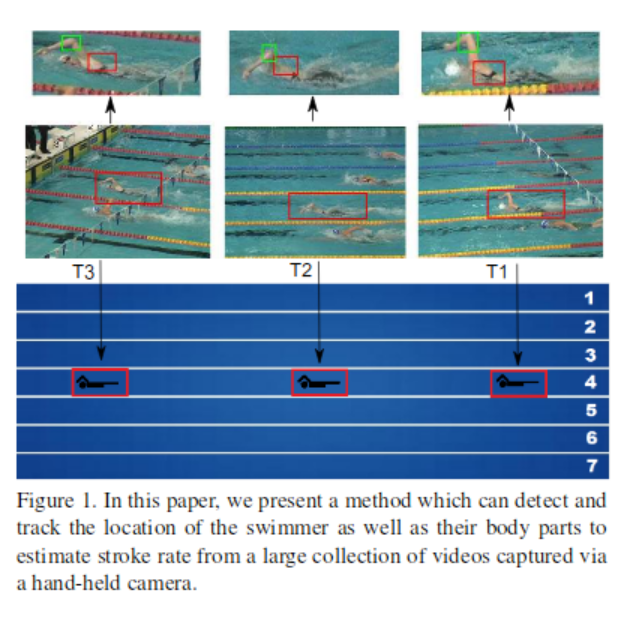 T3 T2 T1
1
2
3
4
5
6
7
Figure 1. In this paper, we present a method which can detect and
track the location of the swimmer as well as their body parts to
estimate stroke rate from a large collection of videos captured via
a hand-held camera.